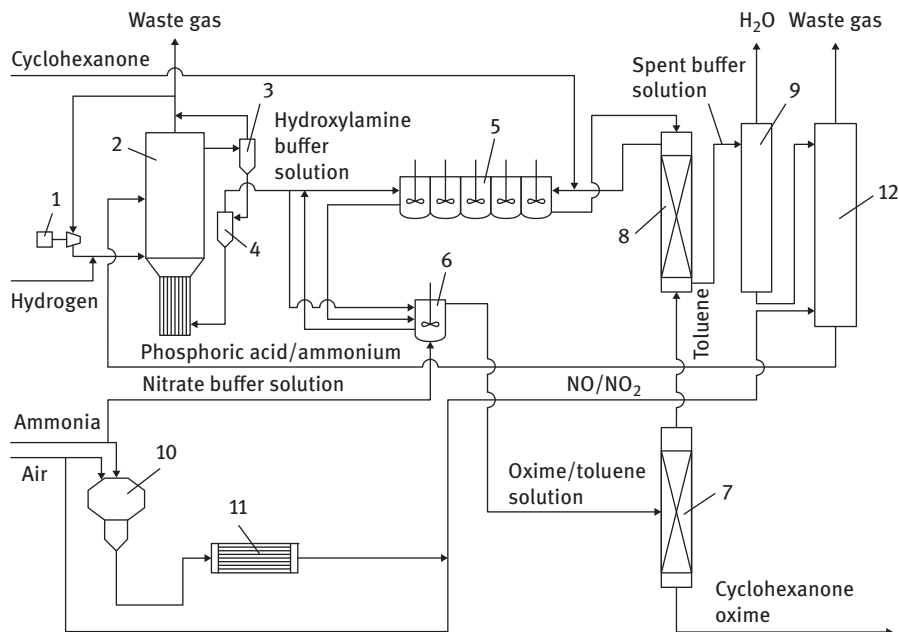 Waste gas
H₂O
Waste gas
Cyclohexanone
Spent buffer
solution
9
3
Hydroxylamine
buffer
solution
2
5
1
12
4
8
6
Hydrogen
Toluene
Phosphoric acid/ammonium
Nitrate buffer solution
NO/NO₂
Ammonia
10
Air
Oxime/toluene
solution
7
11
Cyclohexanone
oxime